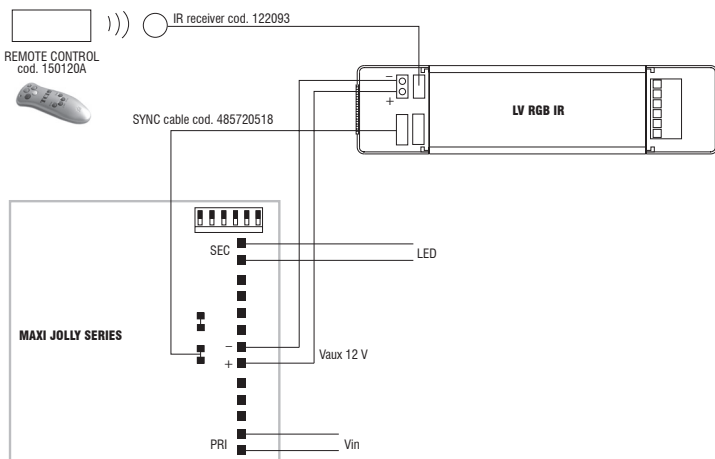 IR receiver cod. 122093
REMOTE CONTROL
cod. 150120A
–
+
LV RGB IR
SYNC cable cod. 485720518
SEC
LED
MAXI JOLLY SERIES
–
+
Vaux 12 V
PRI
Vin